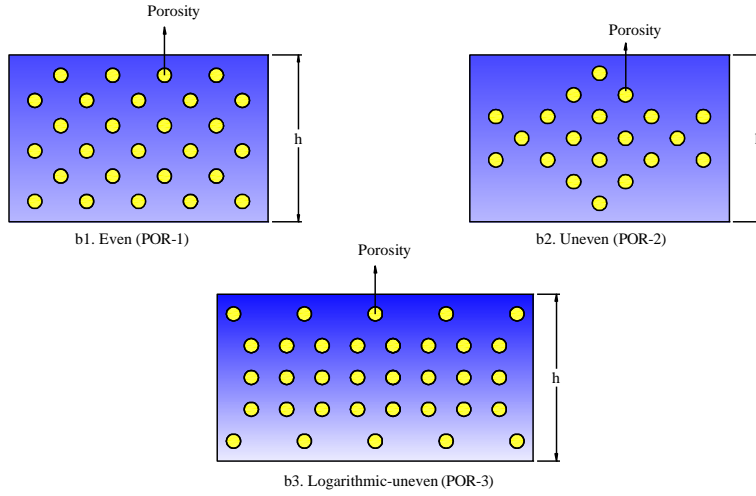 Porosity
h
b1. Even (POR-1)
Porosity
b2. Uneven (POR-2)
Porosity
h
b3. Logarithmic-uneven (POR-3)